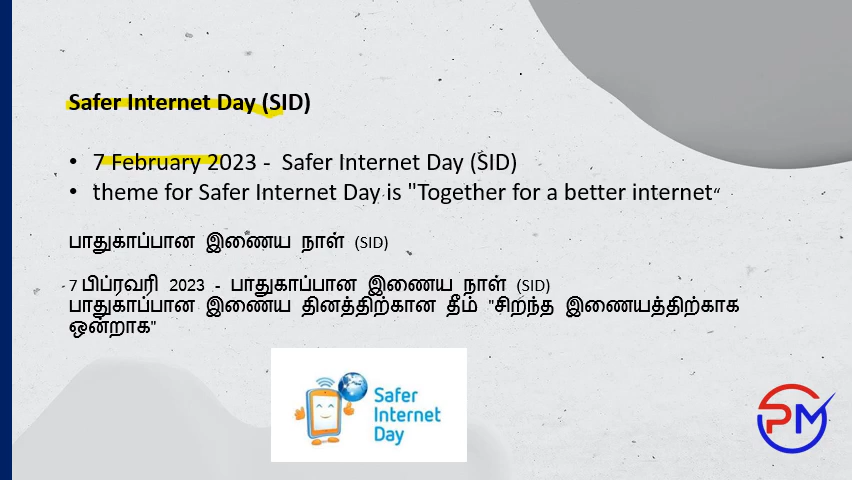 Safer Internet Day (SID)
• 7 February 2023 - Safer Internet Day (SID)
• theme for Safer Internet Day is "Together for a better internet“
பாதுகாப்பான இணைய நாள் (SID)
7 பிப்ரவரி 2023 - பாதுகாப்பான இணைய நாள் (SID)
பாதுகாப்பான இணைய தினத்திற்கான தீம் "சிறந்த இணையத்திற்காக
ஒன்றாக"
Safer
Internet
Day
PM